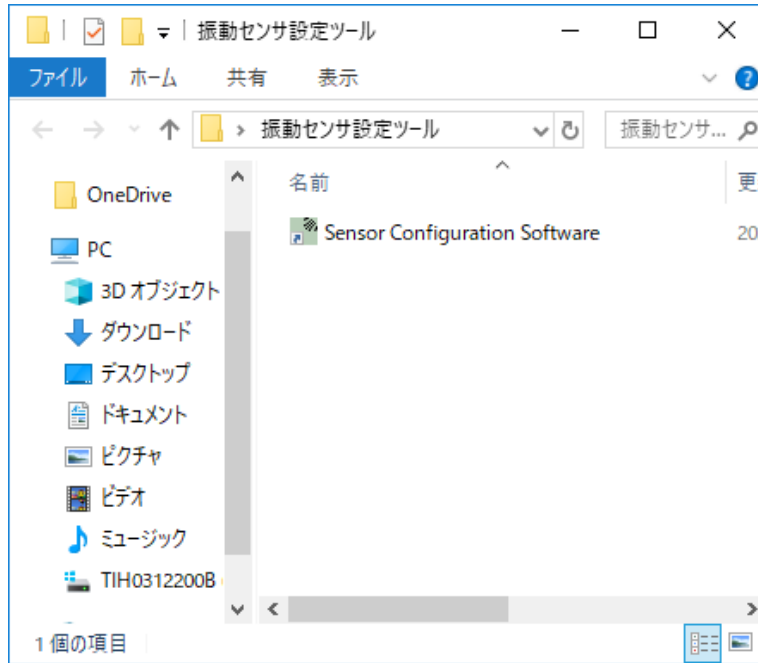 振動センサ設定ツール
ファイル ホーム 共有 表示
振動センサ設定ツール 振動センサ...
OneDrive
PC
3D オブジェクト
ダウンロード
デスクトップ
ドキュメント
ピクチャ
ビデオ
ミュージック
TIH0312200B
名前 更
Sensor Configuration Software 20
1 個の項目